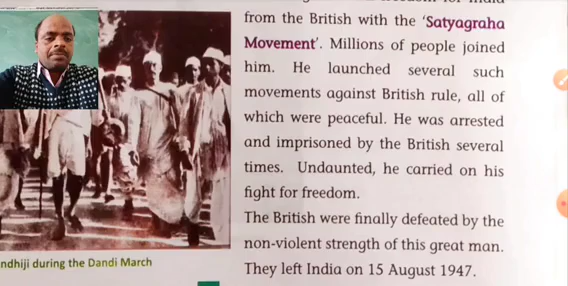 from the British with the ‘Satyagraha
Movement’. Millions of people joined
him. He launched several such
movements against British rule, all of
which were peaceful. He was arrested
and imprisoned by the British several
times. Undaunted, he carried on his
fight for freedom.
The British were finally defeated by the
non-violent strength of this great man.
They left India on 15 August 1947.
ndhiji during the Dandi March